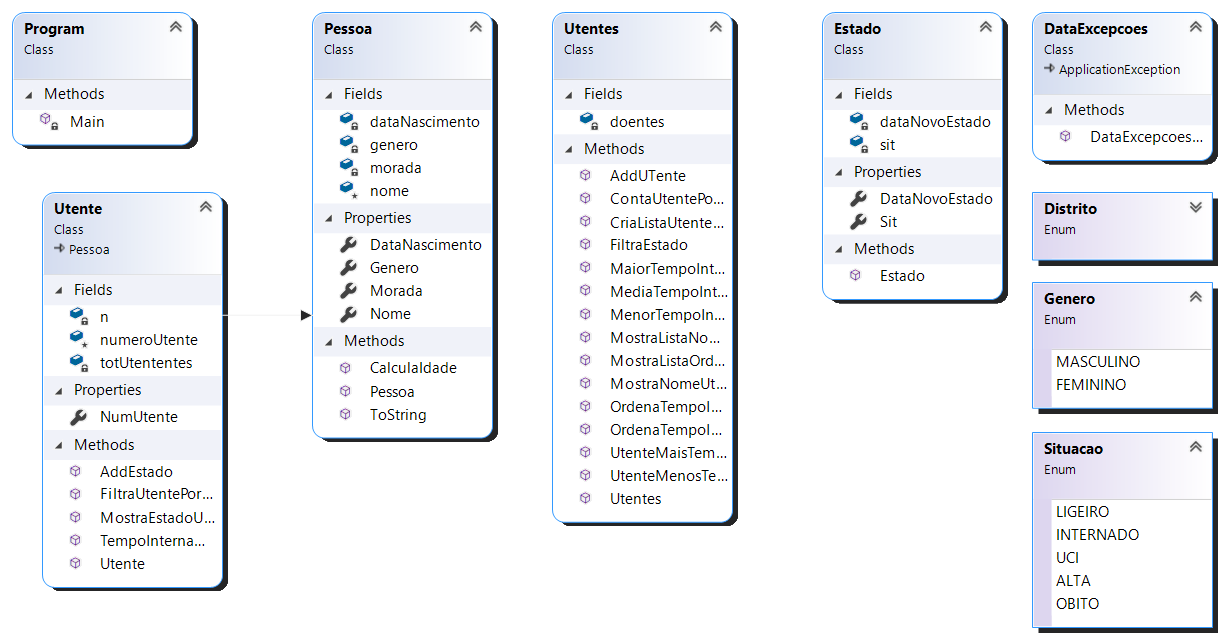 Program
Class
Methods
Main
Utente
Class
Pessoa
Fields
n
numeroUtente
totUtententes
Properties
NumUtente
Methods
AddEstado
FiltraUtentePor...
MostraEstadoU...
TempoInterna...
Utente
Pessoa
Class
Fields
dataNascimento
genero
morada
nome
Properties
DataNascimento
Genero
Morada
Nome
Methods
CalculaIdade
Pessoa
ToString
Utentes
Class
Fields
doentes
Methods
AddUTente
ContaUtentePo...
CriaListaUtente...
FiltraEstado
MaiorTempoInt...
MediaTempoInt...
MenorTempoIn...
MostraListaNo...
MostraListaOrd...
MostraNomeUt...
OrdenaTempoI...
OrdenaTempoI...
UtenteMaisTem...
UtenteMenosTe...
Utentes
Estado
Class
Fields
dataNovoEstado
sit
Properties
DataNovoEstado
Sit
Methods
Estado
DataExcepcoes
Class
ApplicationException
Methods
DataExcepcoes...
Distrito
Enum
Genero
Enum
MASCULINO
FEMININO
Situacao
Enum
LIGEIRO
INTERNADO
UCI
ALTA
OBITO